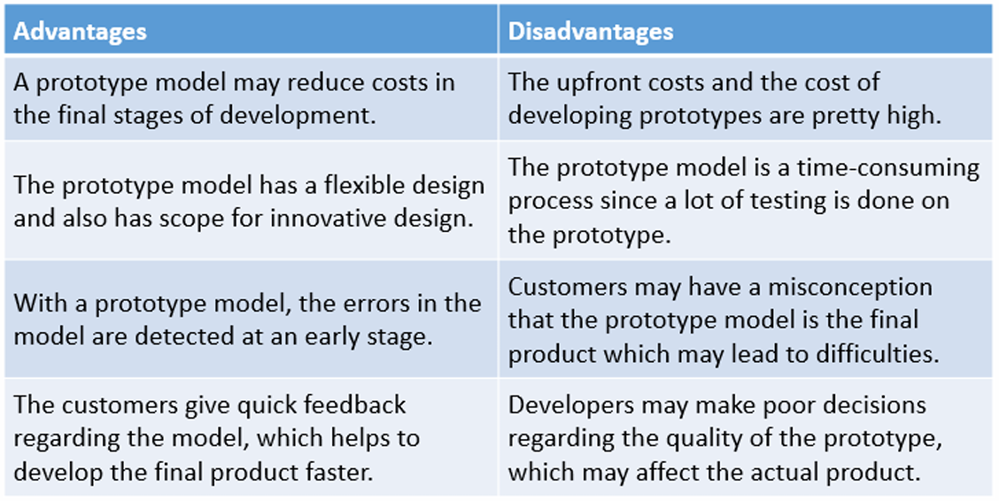 Advantages
Disadvantages
A prototype model may reduce costs in
the final stages of development.
The upfront costs and the cost of
developing prototypes are pretty high.
The prototype model has a flexible design
and also has scope for innovative design.
The prototype model is a time-consuming
process since a lot of testing is done on
the prototype.
With a prototype model, the errors in the
model are detected at an early stage.
Customers may have a misconception
that the prototype model is the final
product which may lead to difficulties.
The customers give quick feedback
regarding the model, which helps to
develop the final product faster.
Developers may make poor decisions
regarding the quality of the prototype,
which may affect the actual product.